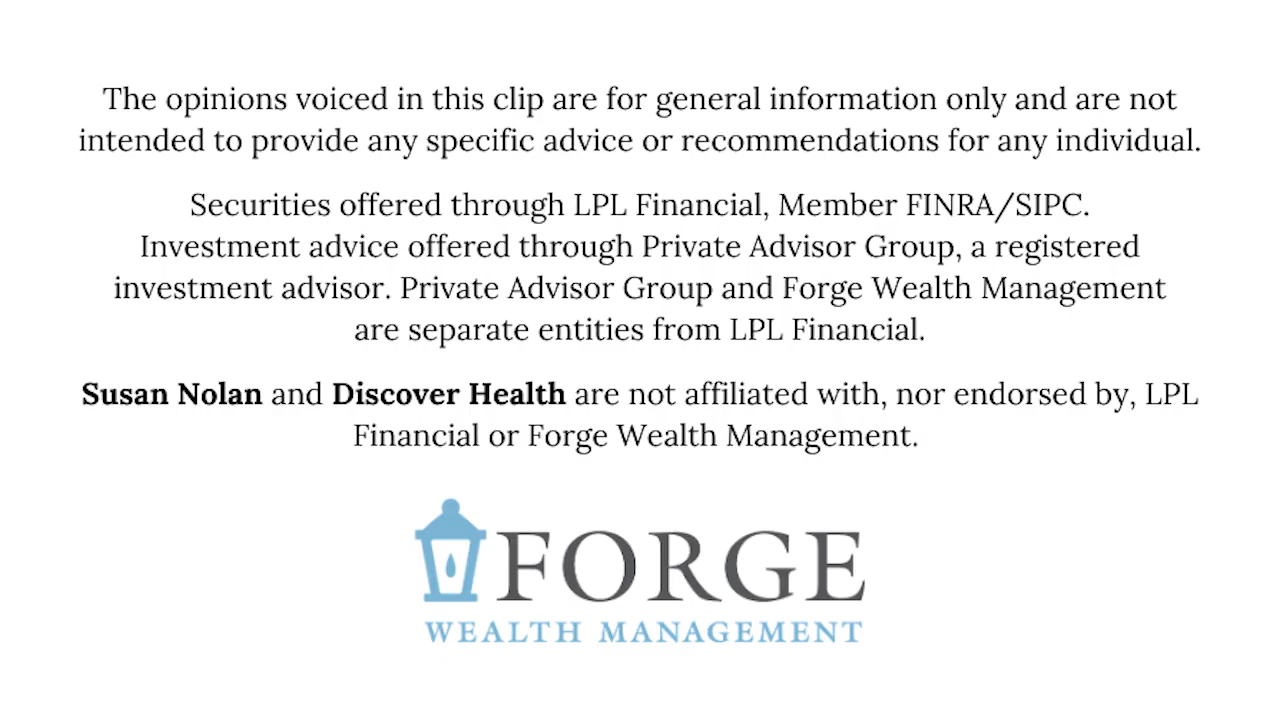 The opinions voiced in this clip are for general information only and are not
intended to provide any specific advice or recommendations for any individual.
Securities offered through LPL Financial, Member FINRA/SIPC.
Investment advice offered through Private Advisor Group, a registered
investment advisor. Private Advisor Group and Forge Wealth Management
are separate entities from LPL Financial.
Susan Nolan and Discover Health are not affiliated with, nor endorsed by, LPL
Financial or Forge Wealth Management.
FORGE
WEALTH MANAGEMENT